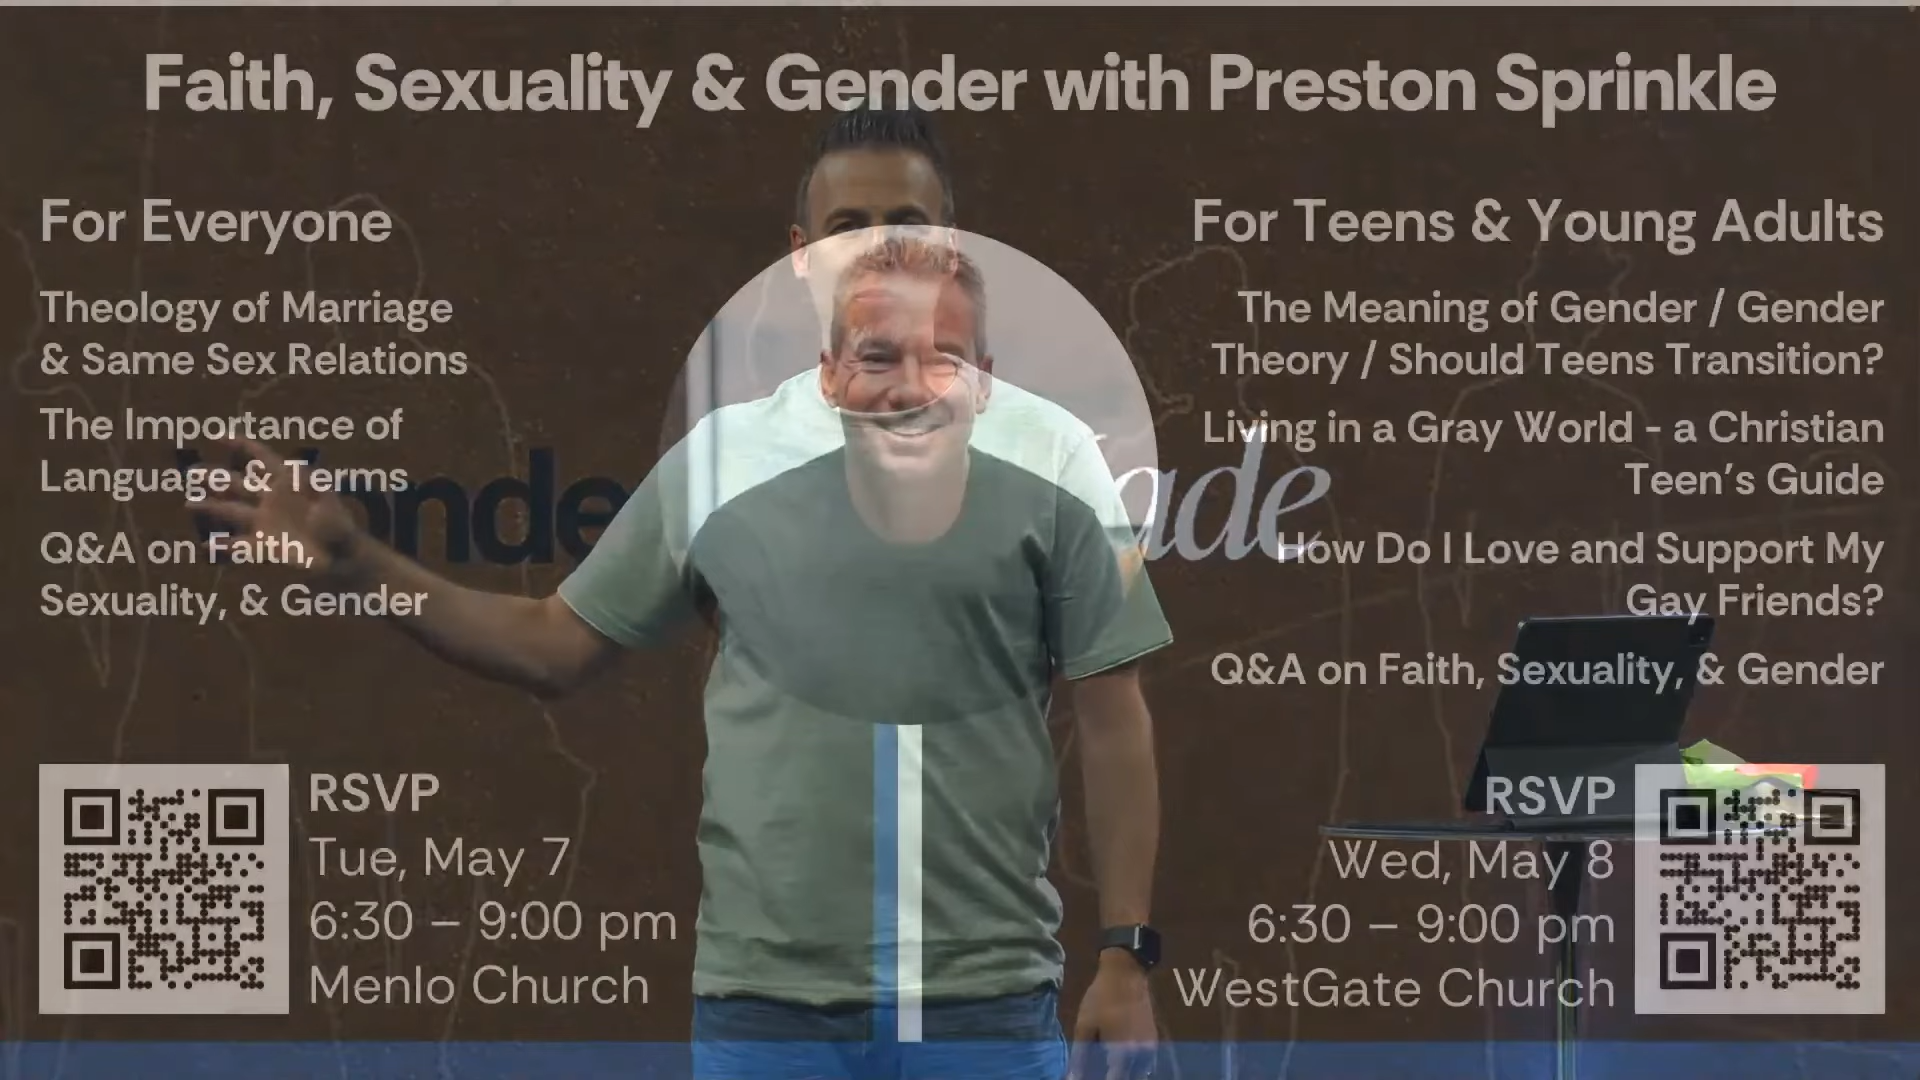 Faith, Sexuality & Gender with Preston Sprinkle
For Everyone
Theology of Marriage
& Same Sex Relations
The Importance of
Language & Terms
Q&A on Faith,
Sexuality, & Gender
RSVP
Tue, May 7
6:30 – 9:00 pm
Menlo Church
For Teens & Young Adults
The Meaning of Gender / Gender
Theory / Should Teens Transition?
Living in a Gray World - a Christian
Teen's Guide
How Do I Love and Support My
Gay Friends?
Q&A on Faith, Sexuality, & Gender
RSVP
Wed, May 8
6:30 – 9:00 pm
WestGate Church